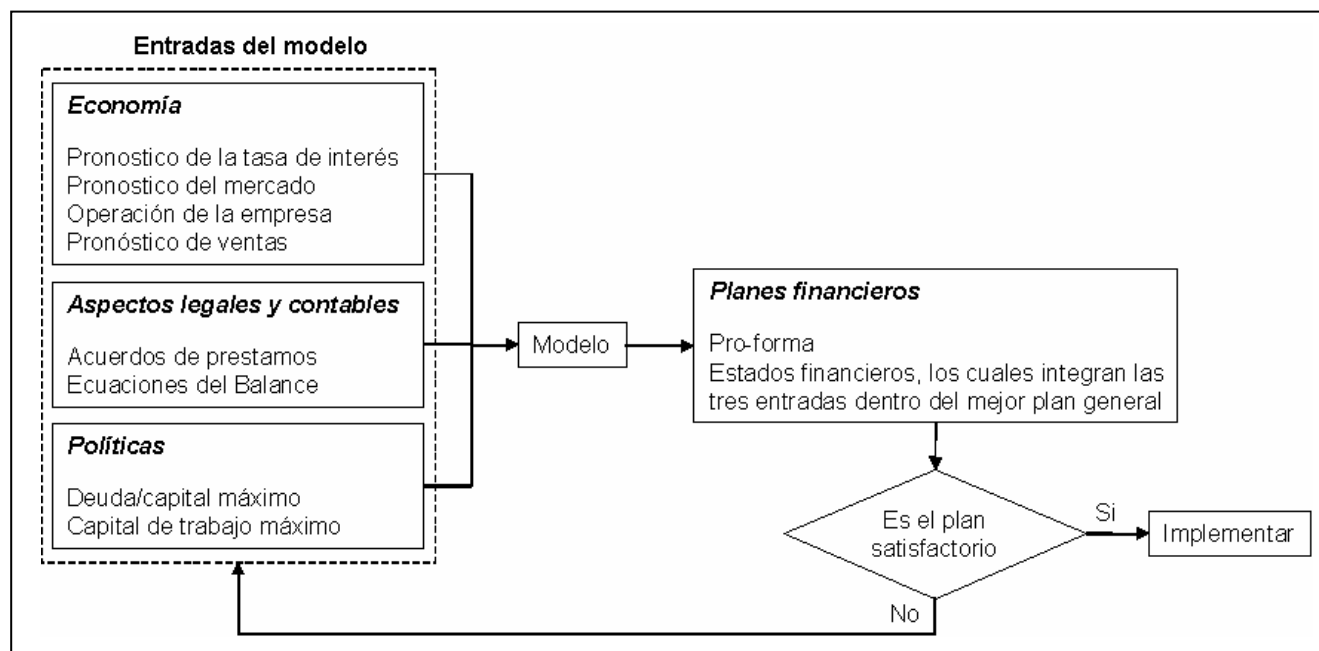 Entradas del modelo
Economía
Pronostico de la tasa de interés
Pronostico del mercado
Operación de la empresa
Pronóstico de ventas
Aspectos legales y contables
Acuerdos de prestamos
Ecuaciones del Balance
Políticas
Deuda/capital máximo
Capital de trabajo máximo
Modelo
Planes financieros
Pro-forma
Estados financieros, los cuales integran las
tres entradas dentro del mejor plan general
Es el plan
satisfactorio
Si
Implementar
No